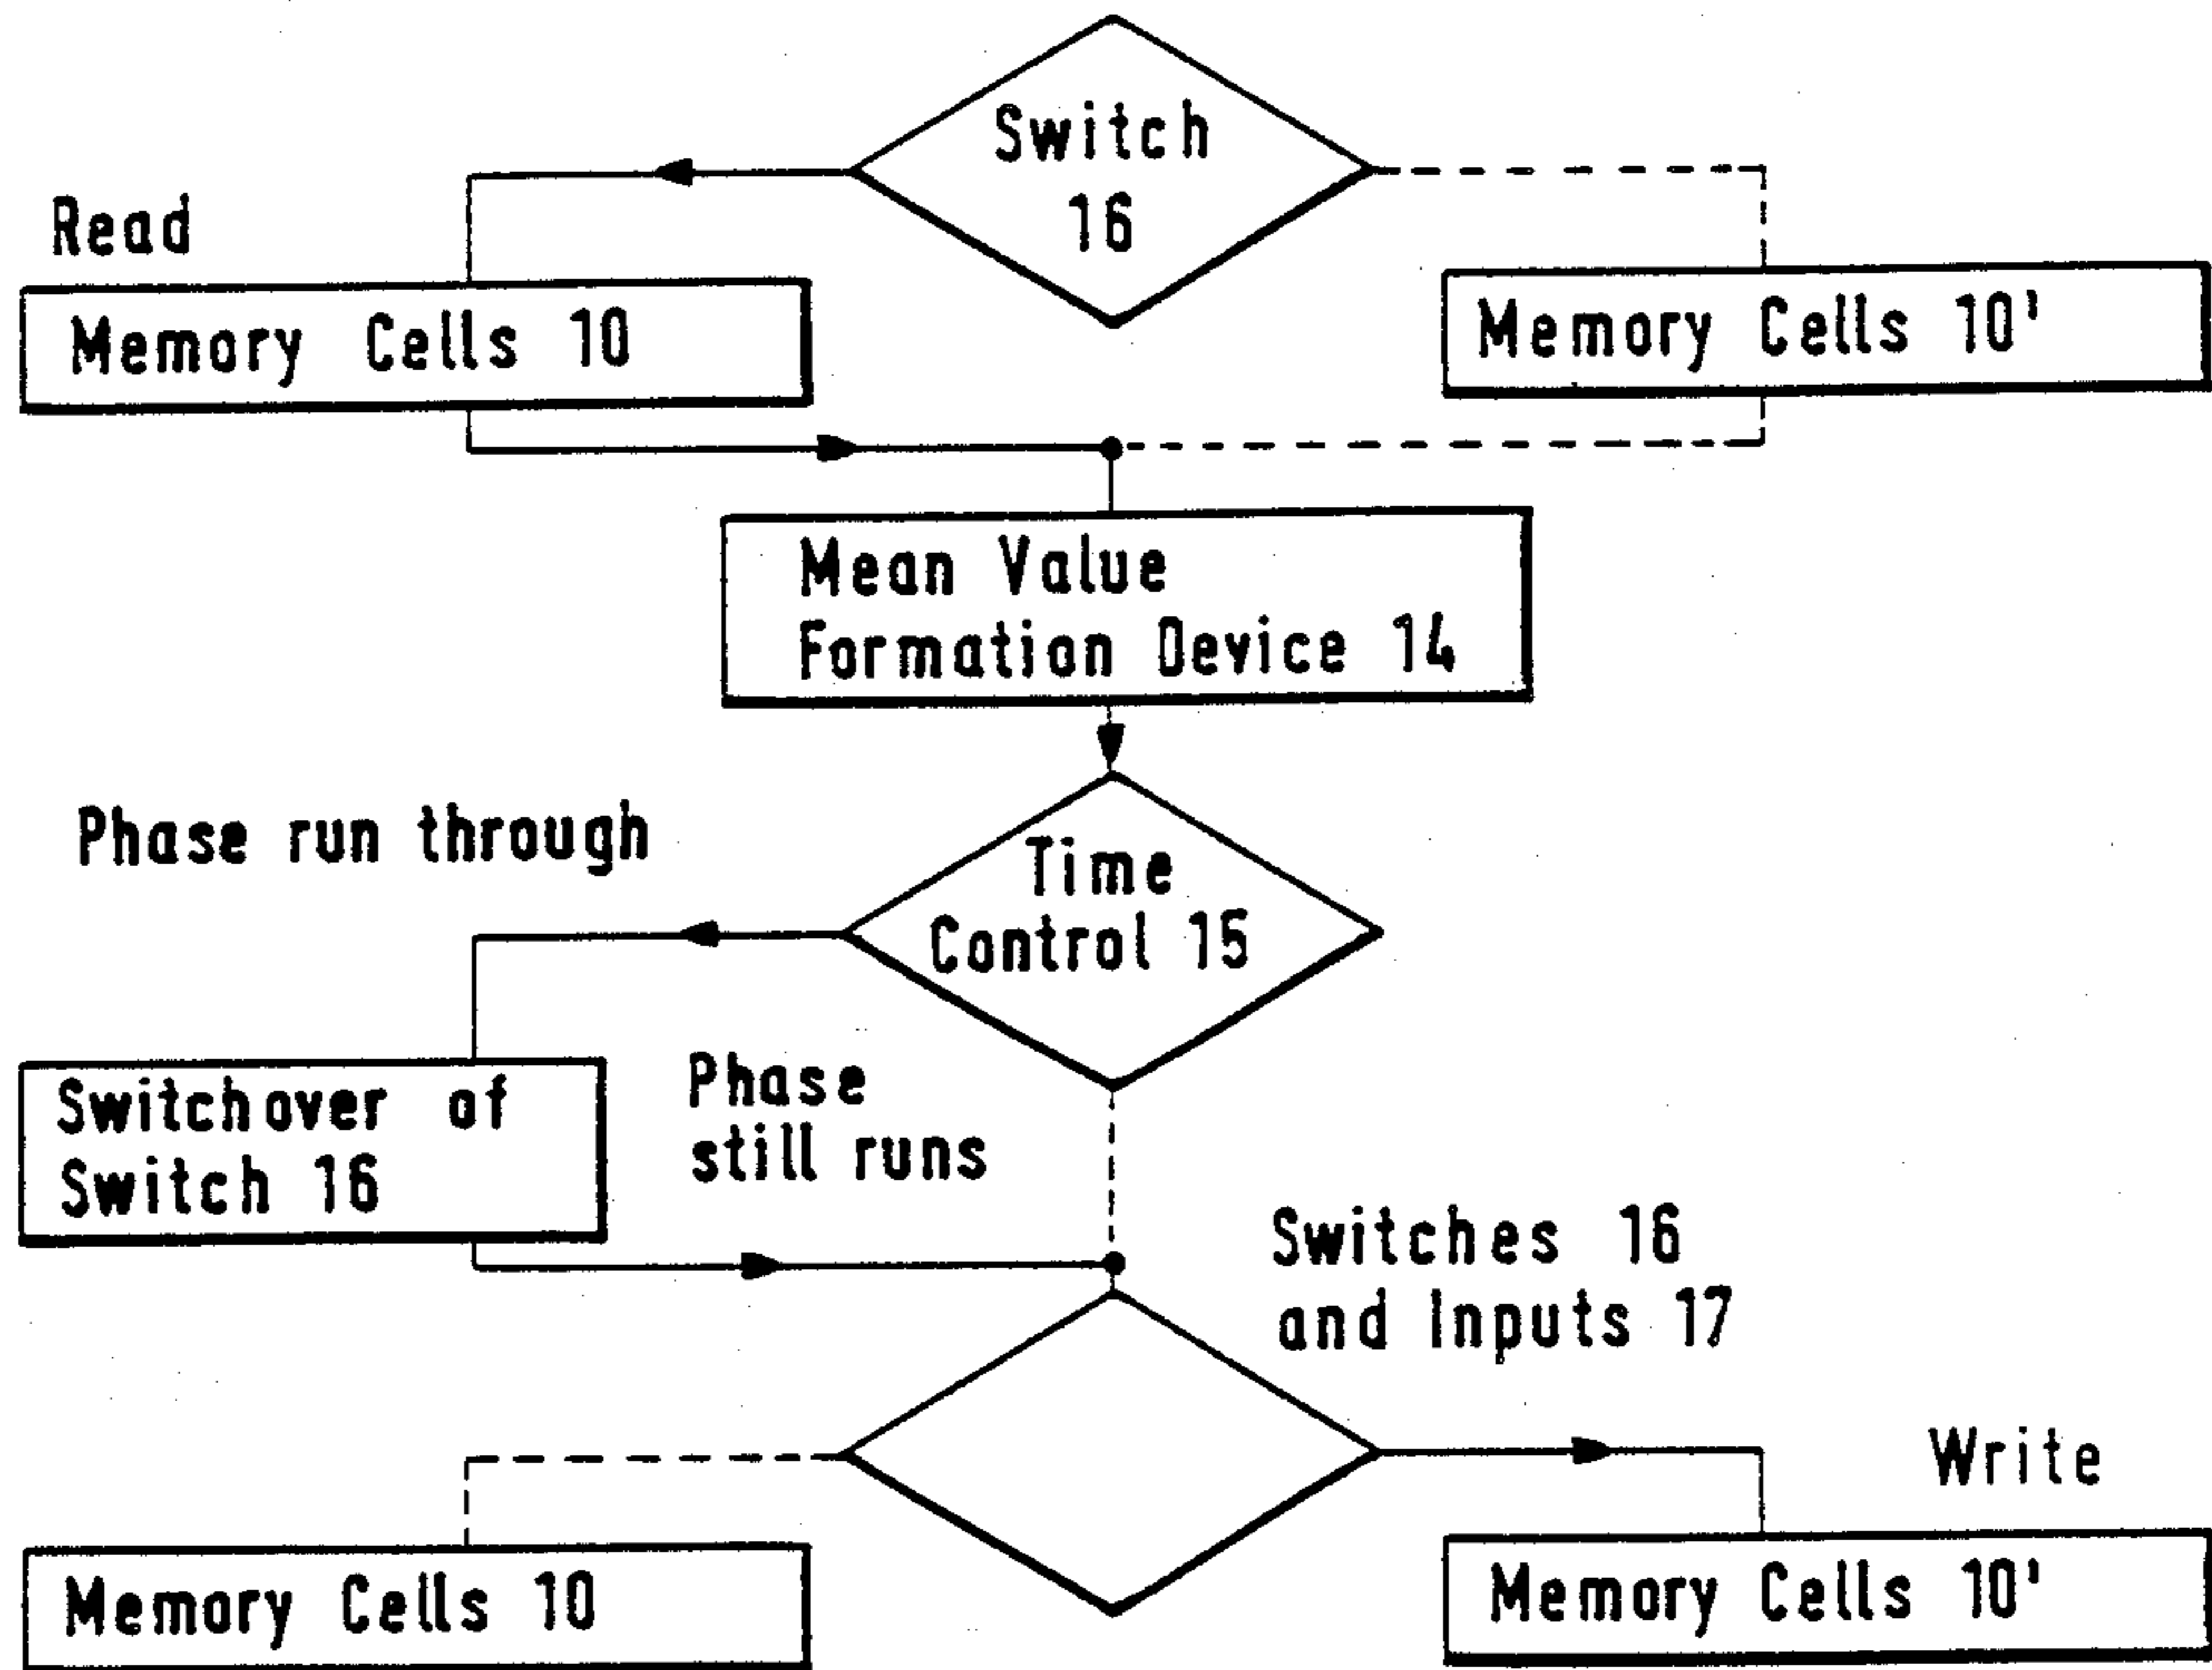 Switch
16
Read
Memory Cells 10
Memory Cells 10'
Mean Value
Formation Device 14
Phase run through
Time
Control 15
Switchover of
Switch 16
Phase
still runs
Switches 16
and Inputs 17
Write
Memory Cells 10
Memory Cells 10'